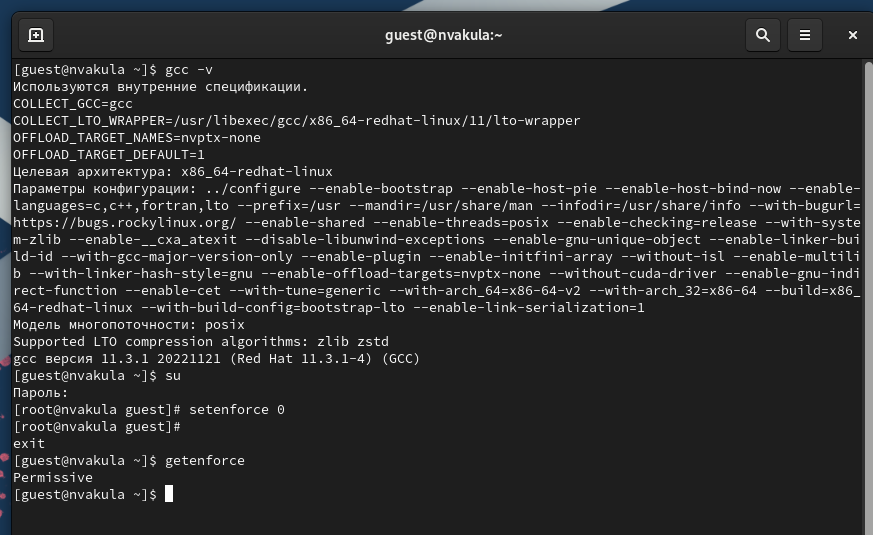 guest@nvakula:~
[guest@nvakula ~]$ gcc -v
Используются внутренние спецификации.
COLLECT_GCC=gcc
COLLECT_LTO_WRAPPER=/usr/libexec/gcc/x86_64-redhat-linux/11/lto-wrapper
OFFLOAD_TARGET_NAMES=nvptx-none
OFFLOAD_TARGET_DEFAULT=1
Целевая архитектура: x86_64-redhat-linux
Параметры конфигурации: ../configure --enable-bootstrap --enable-host-pie --enable-host-bind-now --enable-
languages=c,c++,fortran,lto --prefix=/usr --mandir=/usr/share/man --infodir=/usr/share/info --with-bugurl=
https://bugs.rockylinux.org/ --enable-shared --enable-threads=posix --enable-checking=release --with-syste
m-zlib --enable-__cxa_atexit --disable-libunwind-exceptions --enable-gnu-unique-object --enable-linker-bui
ld-id --with-gcc-major-version-only --enable-plugin --enable-initfini-array --without-isl --enable-multili
b --with-linker-hash-style=gnu --enable-offload-targets=nvptx-none --without-cuda-driver --enable-gnu-indi
rect-function --enable-cet --with-tune=generic --with-arch_64=x86-64-v2 --with-arch_32=x86-64 --build=x86_
64-redhat-linux --with-build-config=bootstrap-lto --enable-link-serialization=1
Модель многопоточности: posix
Supported LTO compression algorithms: zlib zstd
gcc версия 11.3.1 20221121 (Red Hat 11.3.1-4) (GCC)
[guest@nvakula ~]$ su
Пароль:
[root@nvakula guest]# setenforce 0
[root@nvakula guest]#
exit
[guest@nvakula ~]$ getenforce
Permissive
[guest@nvakula ~]$